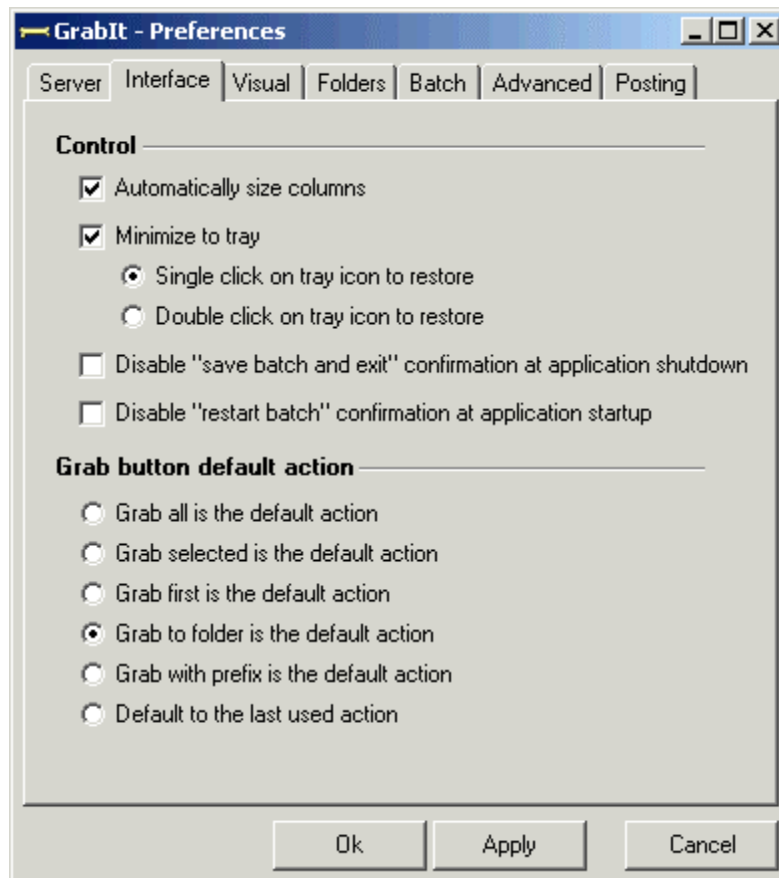 GrabIt - Preferences
Server Interface Visual Folders Batch Advanced Posting
Control
Automatically size columns
Minimize to tray
Single click on tray icon to restore
Double click on tray icon to restore
Disable "save batch and exit" confirmation at application shutdown
Disable "restart batch" confirmation at application startup
Grab button default action
Grab all is the default action
Grab selected is the default action
Grab first is the default action
Grab to folder is the default action
Grab with prefix is the default action
Default to the last used action
Ok Apply Cancel